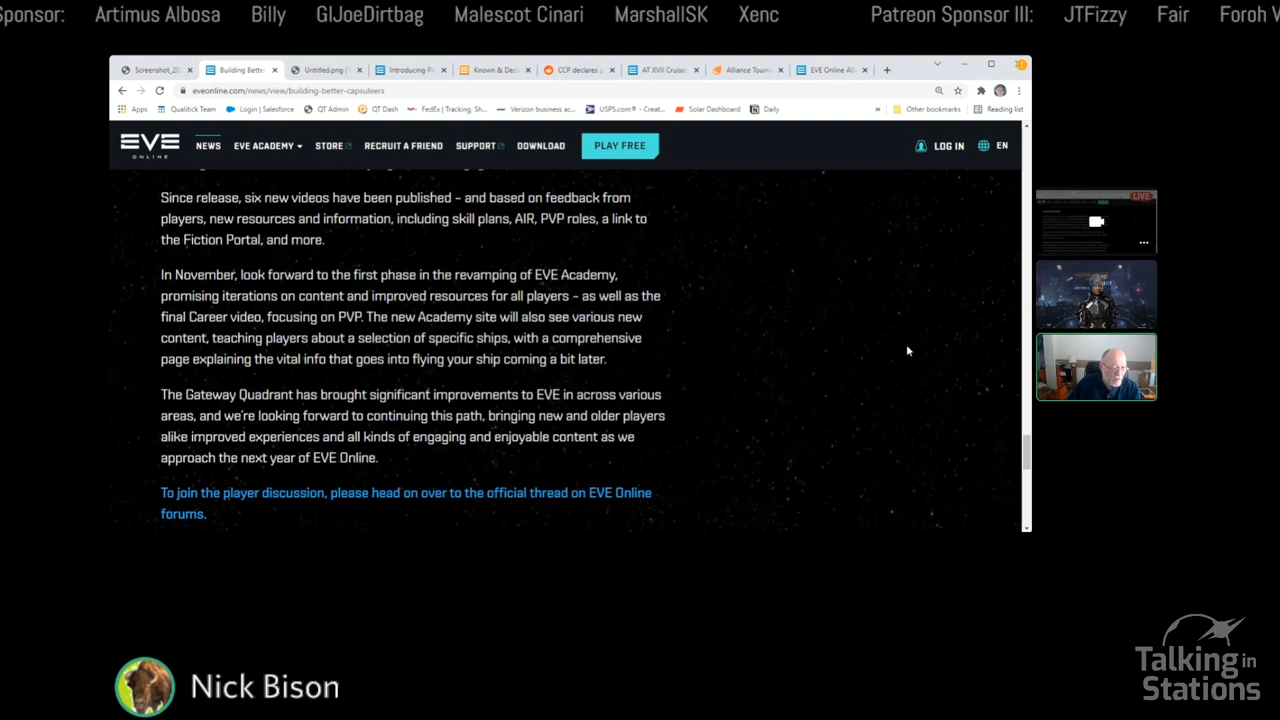 Sponsor: Artimus Albosa Billy GIJoeDirtbag Malescot Cinari MarshallSK Xenc Patreon Sponsor III: JTFizzy Fair Foroh
Screenshot_20 Building Better Untitled.png (1 Introducing P Known & Decl CCP declares AT XVII Cruise Alliance Tourn EVE Online All
eveonline.com/news/view/building-better-capsuleers
Apps Qualitick Team Login | Salesforce QT Admin QT Dash FedEx | Tracking, Sh... Verizon business ac... USPS.com® - Creat... Solar Dashboard Daily » Other bookmarks Reading list
EVE ONLINE NEWS EVE ACADEMY STORE RECRUIT A FRIEND SUPPORT DOWNLOAD PLAY FREE LOG IN EN
Since release, six new videos have been published – and based on feedback from
players, new resources and information, including skill plans, AIR, PVP roles, a link to
the Fiction Portal, and more.
In November, look forward to the first phase in the revamping of EVE Academy,
promising iterations on content and improved resources for all players – as well as the
final Career video, focusing on PVP. The new Academy site will also see various new
content, teaching players about a selection of specific ships, with a comprehensive
page explaining the vital info that goes into flying your ship coming a bit later.
The Gateway Quadrant has brought significant improvements to EVE in across various
areas, and we're looking forward to continuing this path, bringing new and older players
alike improved experiences and all kinds of engaging and enjoyable content as we
approach the next year of EVE Online.
To join the player discussion, please head on over to the official thread on EVE Online
forums.
LIVE
Nick Bison
Talking in
Stations